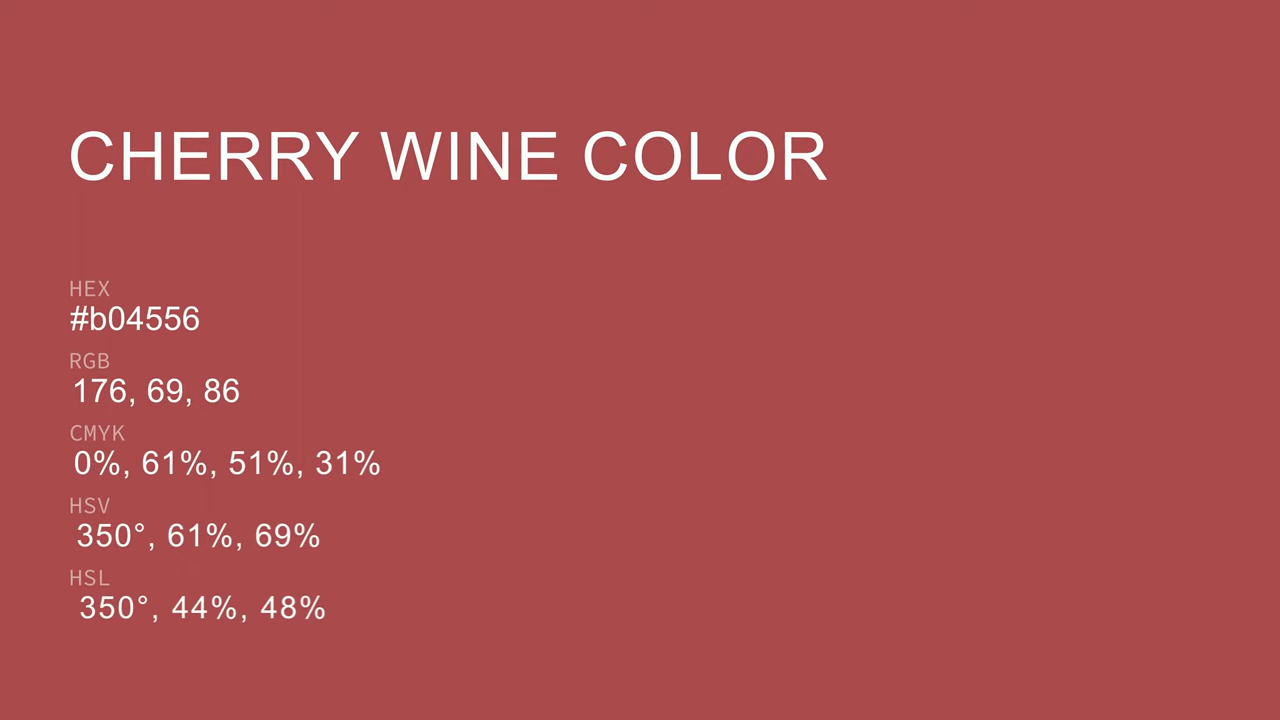 CHERRY WINE COLOR
HEX
#b04556
RGB
176, 69, 86
CMYK
0%, 61%, 51%, 31%
HSV
350°, 61%, 69%
HSL
350°, 44%, 48%